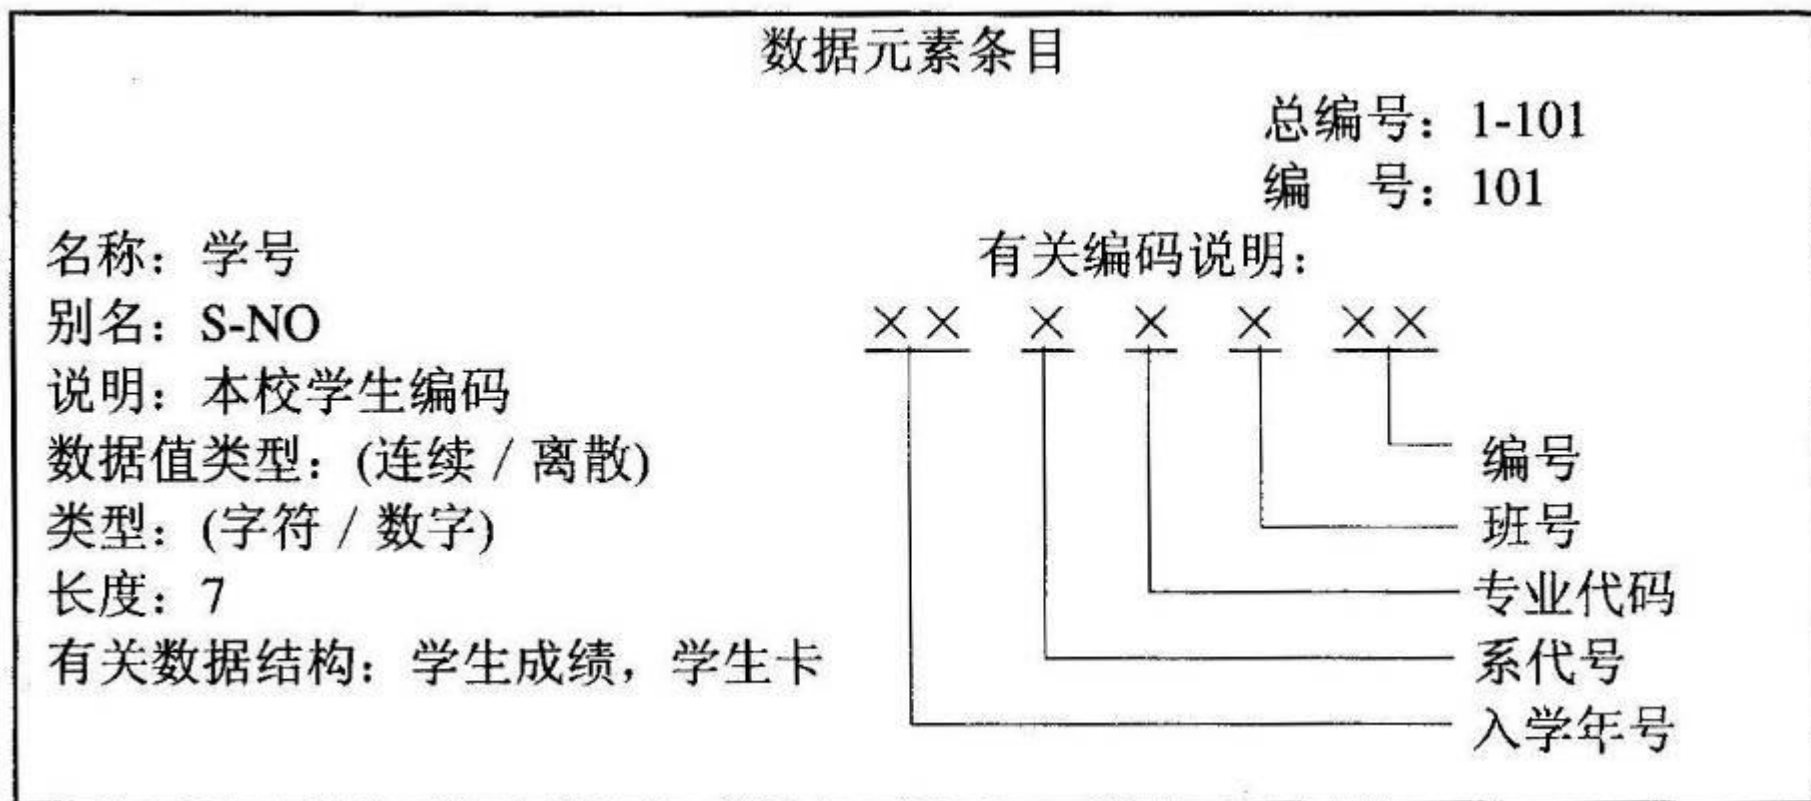 数据元素条目
总编号：1-101
编　号：101
名称：学号
有关编码说明：
别名：S-NO
×× × × × ××
说明：本校学生编码
数据值类型：(连续 / 离散)
编号
类型：(字符 / 数字)
班号
长度：7
专业代码
有关数据结构：学生成绩，学生卡
系代号
入学年号